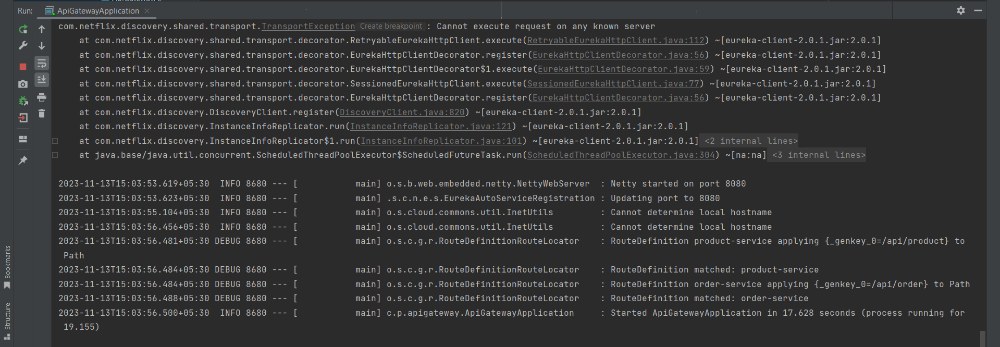 Run: ApiGatewayApplication
com.netflix.discovery.shared.transport.TransportException Create breakpoint : Cannot execute request on any known server
at com.netflix.discovery.shared.transport.decorator.RetryableEurekaHttpClient.execute(RetryableEurekaHttpClient.java:112) ~[eureka-client-2.0.1.jar:2.0.1]
at com.netflix.discovery.shared.transport.decorator.EurekaHttpClientDecorator.register(EurekaHttpClientDecorator.java:56) ~[eureka-client-2.0.1.jar:2.0.1]
at com.netflix.discovery.shared.transport.decorator.EurekaHttpClientDecorator$1.execute(EurekaHttpClientDecorator.java:59) ~[eureka-client-2.0.1.jar:2.0.1]
at com.netflix.discovery.shared.transport.decorator.SessionedEurekaHttpClient.execute(SessionedEurekaHttpClient.java:77) ~[eureka-client-2.0.1.jar:2.0.1]
at com.netflix.discovery.shared.transport.decorator.EurekaHttpClientDecorator.register(EurekaHttpClientDecorator.java:56) ~[eureka-client-2.0.1.jar:2.0.1]
at com.netflix.discovery.DiscoveryClient.register(DiscoveryClient.java:820) ~[eureka-client-2.0.1.jar:2.0.1]
at com.netflix.discovery.InstanceInfoReplicator.run(InstanceInfoReplicator.java:121) ~[eureka-client-2.0.1.jar:2.0.1]
at com.netflix.discovery.InstanceInfoReplicator$1.run(InstanceInfoReplicator.java:101) ~[eureka-client-2.0.1.jar:2.0.1] <2 internal lines>
at java.base/java.util.concurrent.ScheduledThreadPoolExecutor$ScheduledFutureTask.run(ScheduledThreadPoolExecutor.java:304) ~[na:na] <3 internal lines>
2023-11-13T15:03:53.619+05:30  INFO 8680 --- [           main] o.s.b.web.embedded.netty.NettyWebServer  : Netty started on port 8080
2023-11-13T15:03:53.623+05:30  INFO 8680 --- [           main] .s.c.n.e.s.EurekaAutoServiceRegistration : Updating port to 8080
2023-11-13T15:03:55.104+05:30  INFO 8680 --- [           main] o.s.cloud.commons.util.InetUtils         : Cannot determine local hostname
2023-11-13T15:03:56.456+05:30  INFO 8680 --- [           main] o.s.cloud.commons.util.InetUtils         : Cannot determine local hostname
2023-11-13T15:03:56.481+05:30 DEBUG 8680 --- [           main] o.s.c.g.r.RouteDefinitionRouteLocator    : RouteDefinition product-service applying {_genkey_0=/api/product} to
Path
2023-11-13T15:03:56.484+05:30 DEBUG 8680 --- [           main] o.s.c.g.r.RouteDefinitionRouteLocator    : RouteDefinition matched: product-service
2023-11-13T15:03:56.484+05:30 DEBUG 8680 --- [           main] o.s.c.g.r.RouteDefinitionRouteLocator    : RouteDefinition order-service applying {_genkey_0=/api/order} to Path
2023-11-13T15:03:56.488+05:30 DEBUG 8680 --- [           main] o.s.c.g.r.RouteDefinitionRouteLocator    : RouteDefinition matched: order-service
2023-11-13T15:03:56.500+05:30  INFO 8680 --- [           main] c.p.apigateway.ApiGatewayApplication     : Started ApiGatewayApplication in 17.628 seconds (process running for
19.155)
Bookmarks
Structure